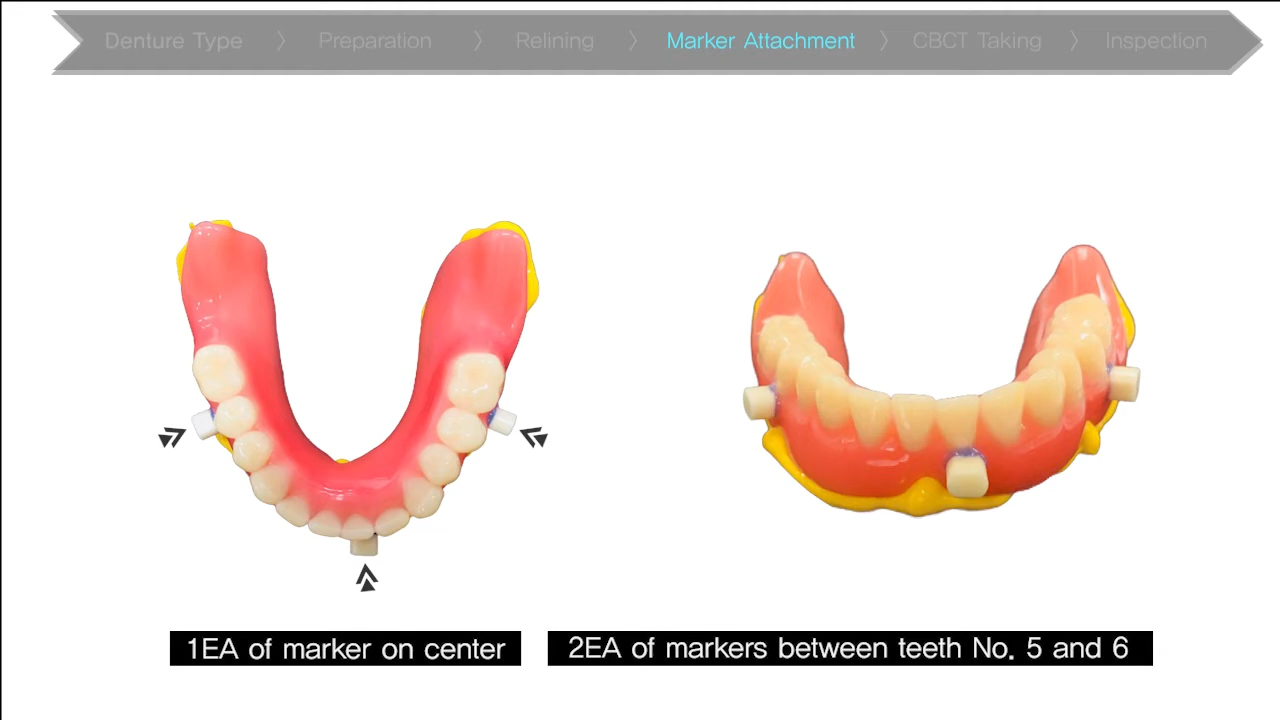 Denture Type 〉 Preparation 〉 Relining 〉 Marker Attachment 〉 CBCT Taking 〉 Inspection
1EA of marker on center
2EA of markers between teeth No. 5 and 6